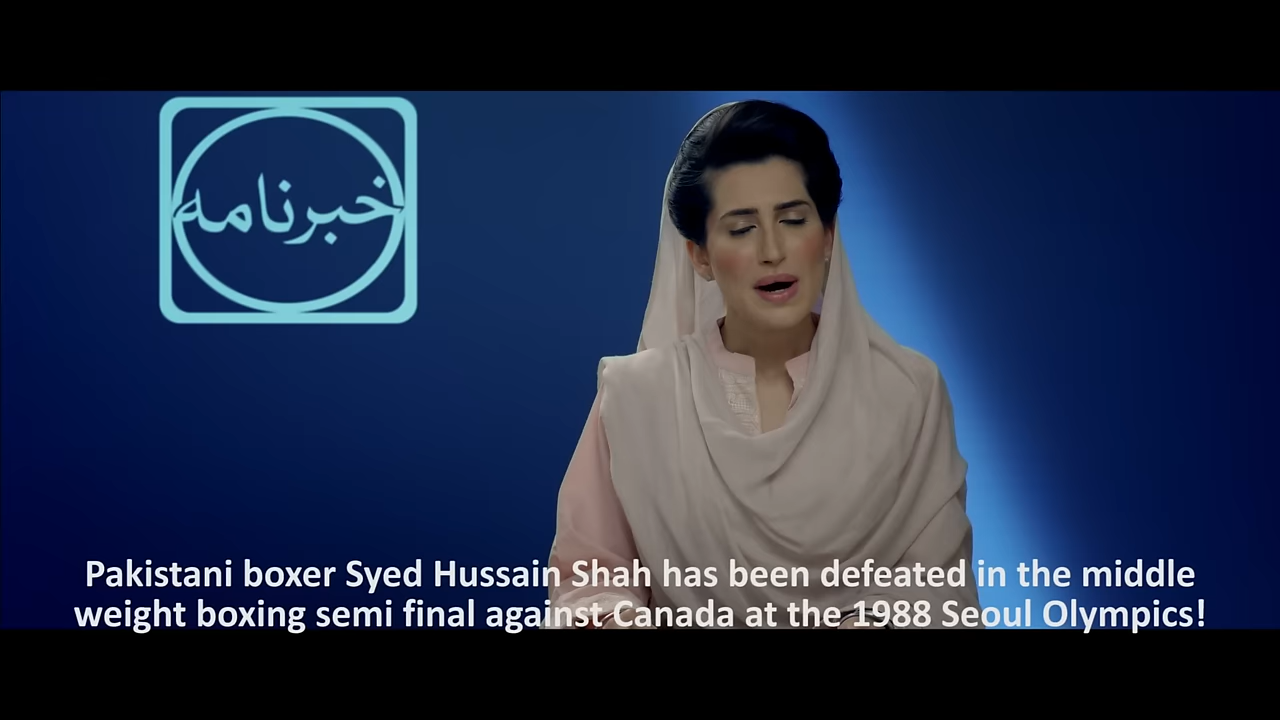 خبرنامه
Pakistani boxer Syed Hussain Shah has been defeated in the middle
weight boxing semi final against Canada at the 1988 Seoul Olympics!